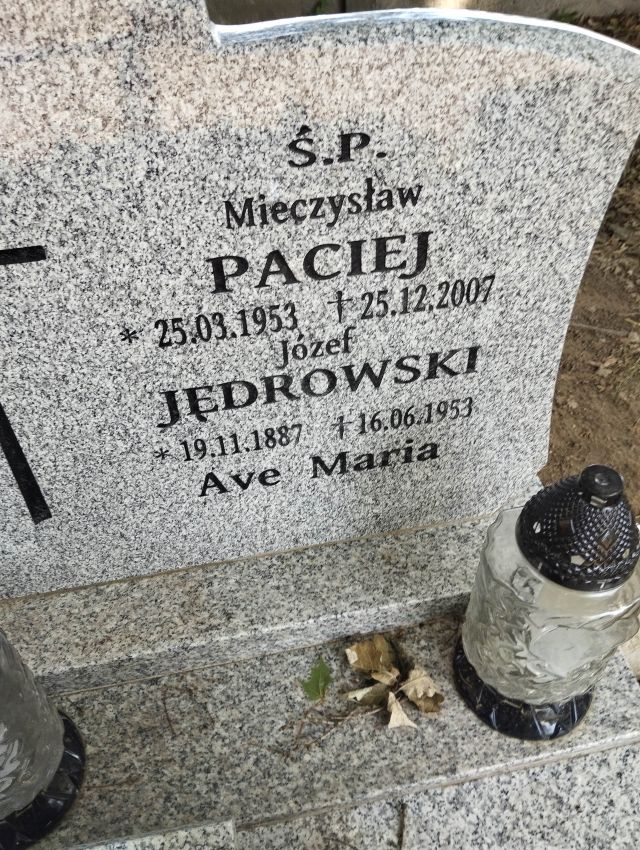 Ś.P.
Mieczysław
PACIEJ
* 25.03.1953 † 25.12.2007
Józef
JĘDROWSKI
* 19.11.1887 † 16.06.1953
Ave Maria